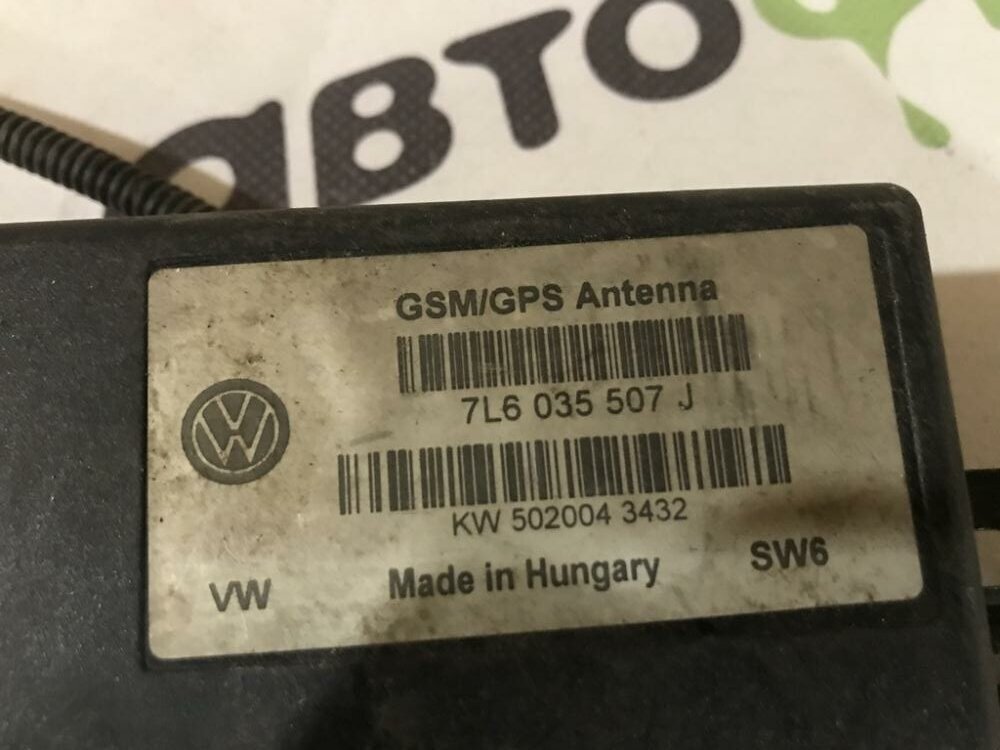 авто
GSM/GPS Antenna
7L6 035 507 J
KW 502004 3432
VW Made in Hungary SW6